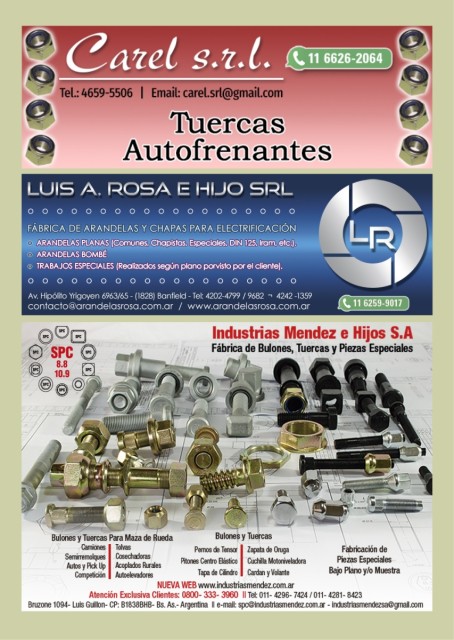 Carel s.r.l.
11 6626-2064
Tel.: 4659-5506 | Email: carel.srl@gmail.com
Tuercas
Autofrenantes
LUIS A. ROSA E HIJO SRL
FÁBRICA DE ARANDELAS Y CHAPAS PARA ELECTRIFICACIÓN
ARANDELAS PLANAS (Comunes, Chapistas, Especiales, DIN 125, Iram, etc.).
ARANDELAS BOMBÉ
TRABAJOS ESPECIALES (Realizados según plano porvisto por el cliente).
LR
Av. Hipólito Yrigoyen 6963/65 - (1828) Banfield - Tel: 4202-4799 / 9682 ¬ 4242 -1359
contacto@arandelasrosa.com.ar / www.arandelasrosa.com.ar
11 6259-9017
Industrias Mendez e Hijos S.A
Fábrica de Bulones, Tuercas y Piezas Especiales
SPC
8.8
10.9
Bulones y Tuercas Para Maza de Rueda
Camiones
Semirremolques
Autos y Pick Up
Competición
Tolvas
Cosechadoras
Acoplados Rurales
Autoelevadores
Bulones y Tuercas
Pernos de Tensor
Pitones Centro Elástico
Tapa de Cilindro
Zapata de Oruga
Cuchilla Motoniveladora
Cardan y Volante
Fabricación de
Piezas Especiales
Bajo Plano y/o Muestra
NUEVA WEB www.industriasmendez.com.ar
Atención Exclusiva Clientes: 0800- 333- 3960 || Tel: 011- 4296- 7424 / 011- 4281- 8423
Bruzone 1094- Luis Guillon- CP: B1838BHB- Bs. As.- Argentina || e-mail: spo@industriasmendez.com.ar - industriasmendezsa@gmail.com